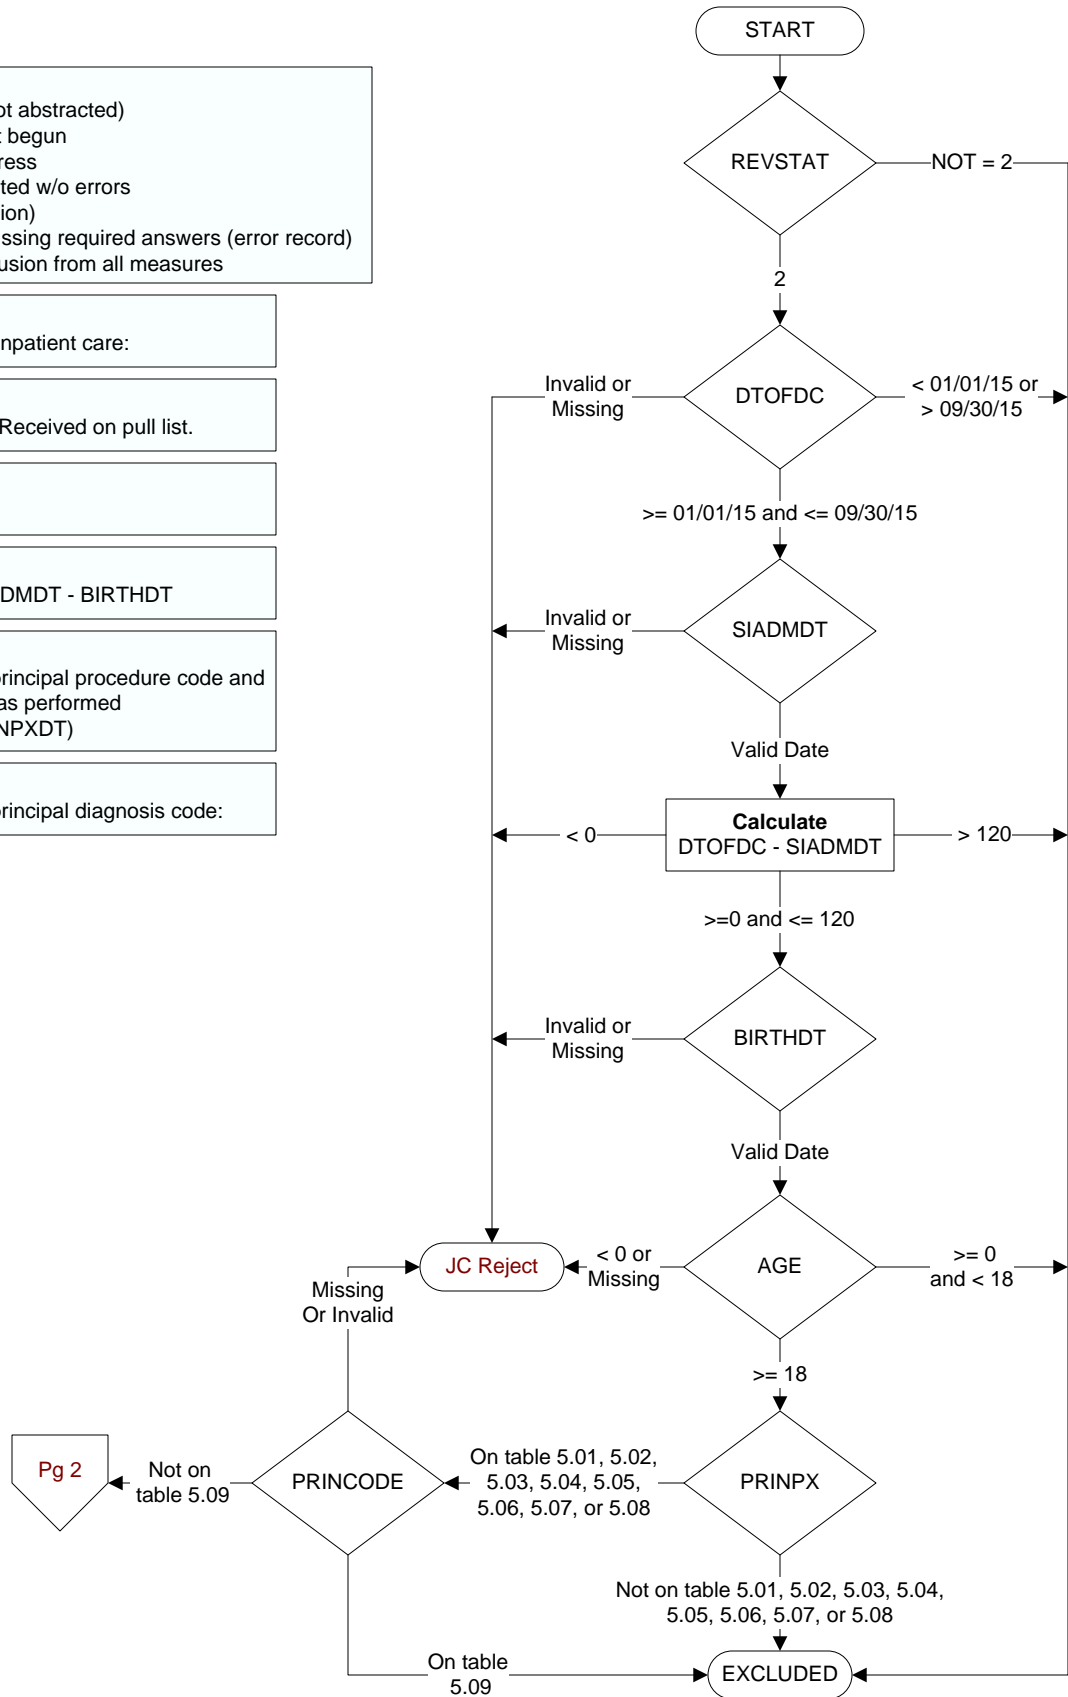 START
ot abstracted)
t begun
ress
ted w/o errors
ion)
issing required answers (error record)
usion from all measures
REVSTAT
NOT = 2
2
npatient care:
Received on pull list.
Invalid or
Missing
DTOFDC
< 01/01/15 or
> 09/30/15
>= 01/01/15 and <= 09/30/15
DMDT - BIRTHDT
Invalid or
Missing
SIADMDT
rincipal procedure code and
as performed
NPXDT)
Valid Date
rincipal diagnosis code:
< 0
Calculate
DTOFDC - SIADMDT
> 120
>=0 and <= 120
Invalid or
Missing
BIRTHDT
Valid Date
JC Reject
< 0 or
Missing
AGE
>= 0
and < 18
Missing
Or Invalid
>= 18
Pg 2
Not on
table 5.09
PRINCODE
On table 5.01, 5.02,
5.03, 5.04, 5.05,
5.06, 5.07, or 5.08
PRINPX
Not on table 5.01, 5.02, 5.03, 5.04,
5.05, 5.06, 5.07, or 5.08
On table
5.09
EXCLUDED